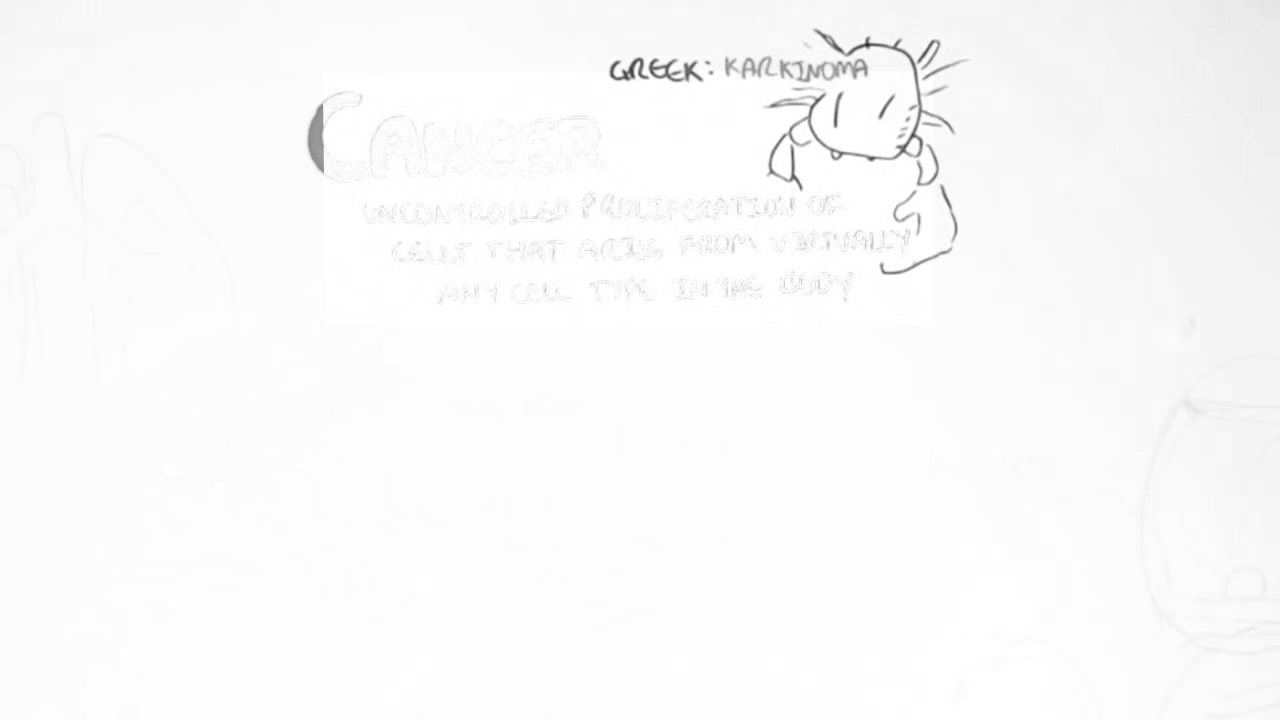 GREEK: KARKINOMA
CANCER
UNCONTROLLED PROLIFERATION OF
CELLS THAT ARISE FROM VIRTUALLY
ANY CELL TYPE IN THE BODY